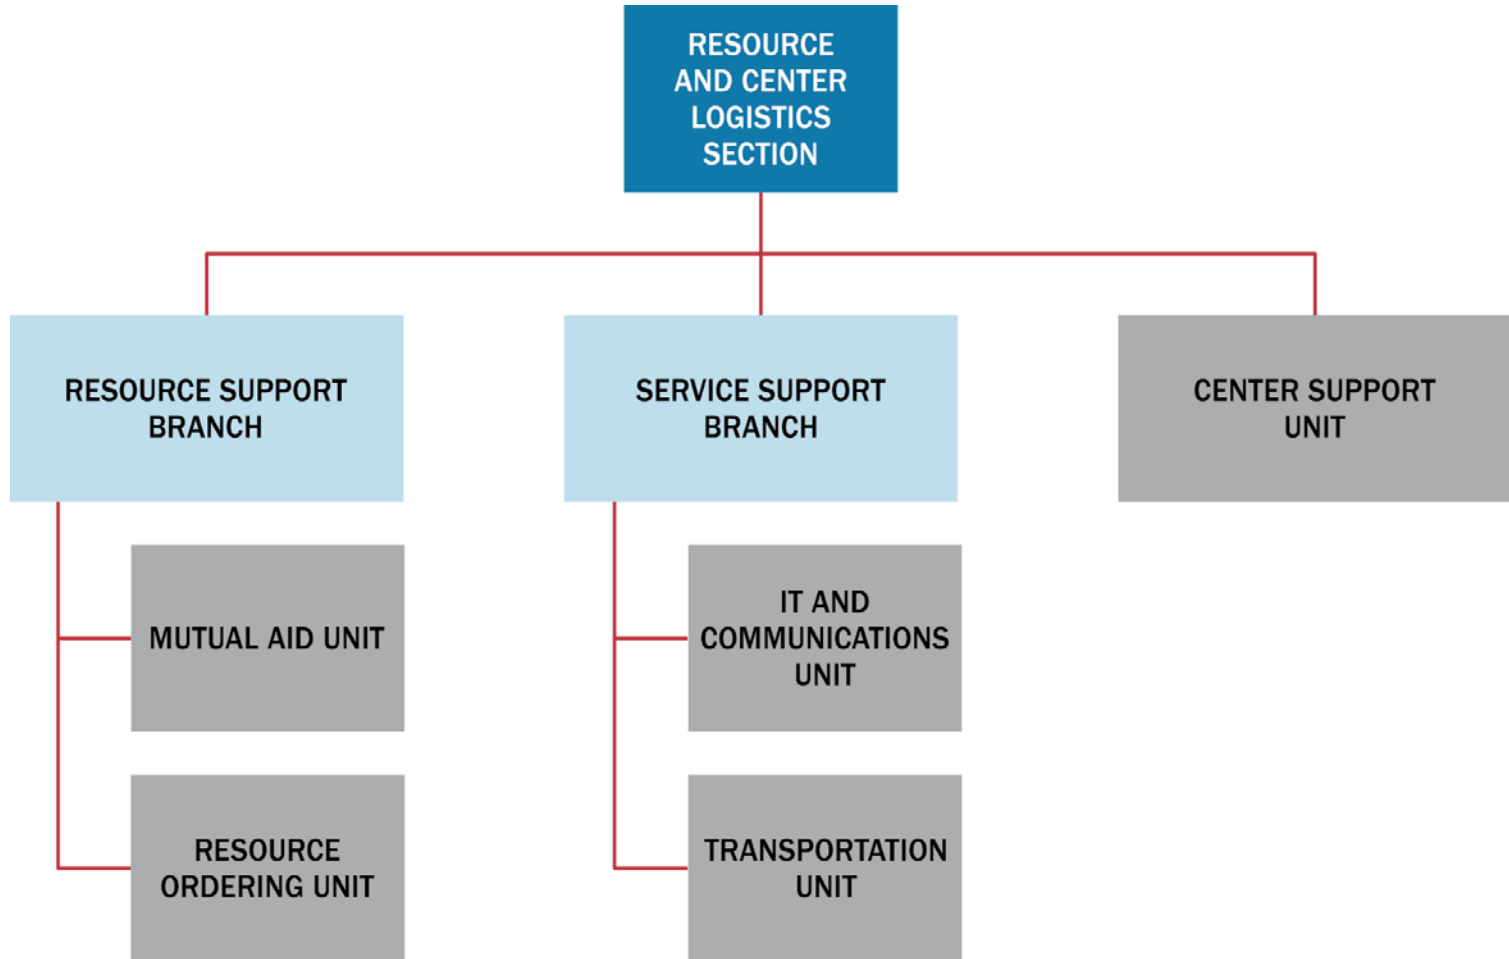 RESOURCE
AND CENTER
LOGISTICS
SECTION
RESOURCE SUPPORT
BRANCH
SERVICE SUPPORT
BRANCH
CENTER SUPPORT
UNIT
MUTUAL AID UNIT
IT AND
COMMUNICATIONS
UNIT
RESOURCE
ORDERING UNIT
TRANSPORTATION
UNIT